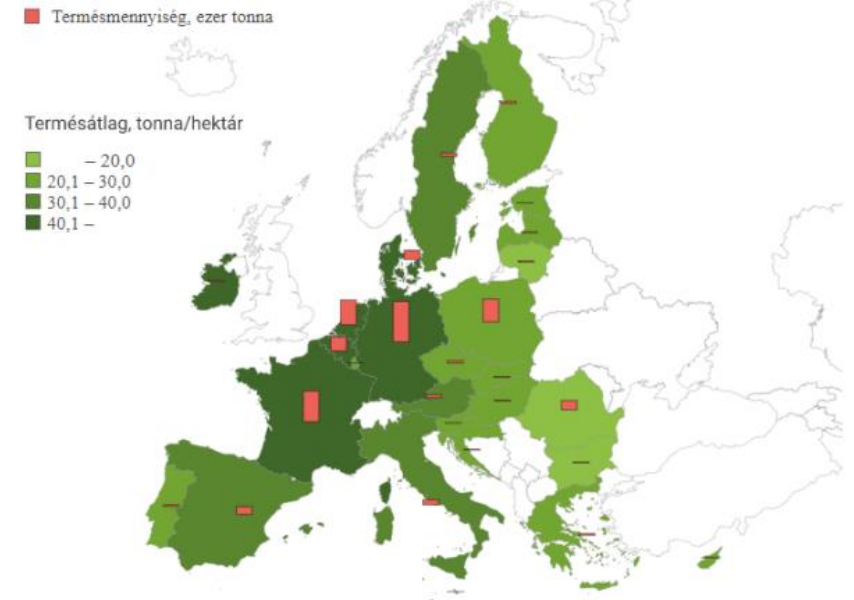 Termésmennyiség, ezer tonna
Termésátlag, tonna/hektár
– 20,0
20,1 – 30,0
30,1 – 40,0
40,1 –